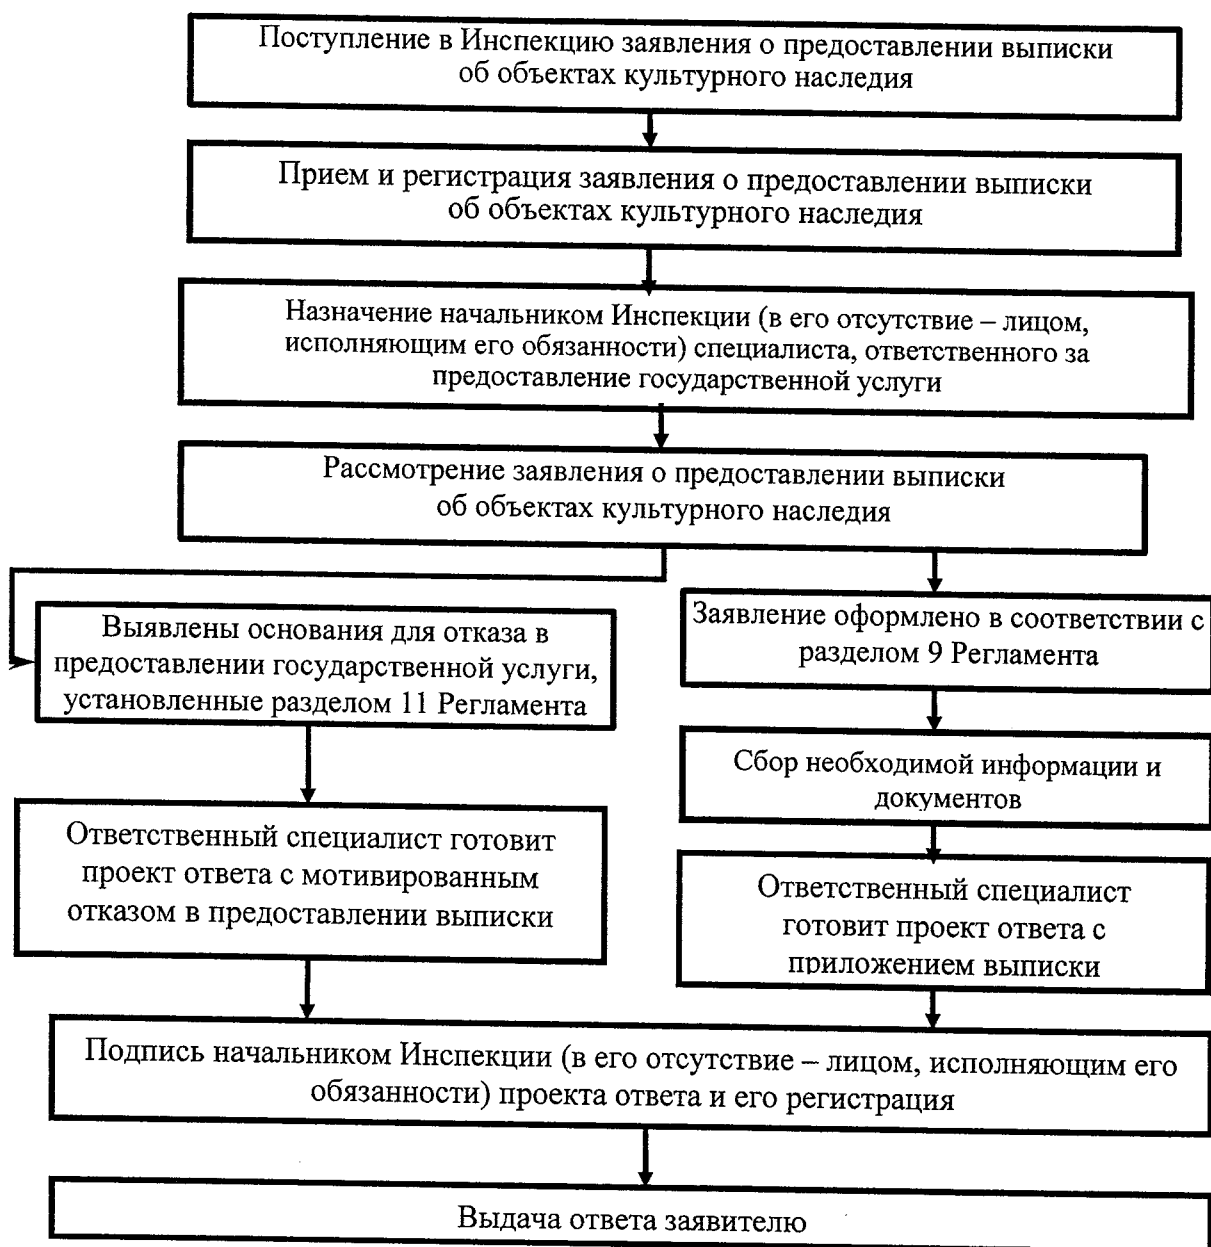 Поступление в Инспекцию заявления о предоставлении выписки
об объектах культурного наследия
Прием и регистрация заявления о предоставлении выписки
об объектах культурного наследия
Назначение начальником Инспекции (в его отсутствие – лицом,
исполняющим его обязанности) специалиста, ответственного за
предоставление государственной услуги
Рассмотрение заявления о предоставлении выписки
об объектах культурного наследия
Выявлены основания для отказа в
предоставлении государственной услуги,
установленные разделом 11 Регламента
Заявление оформлено в соответствии с
разделом 9 Регламента
Сбор необходимой информации и
документов
Ответственный специалист готовит
проект ответа с мотивированным
отказом в предоставлении выписки
Ответственный специалист
готовит проект ответа с
приложением выписки
Подпись начальником Инспекции (в его отсутствие – лицом, исполняющим его
обязанности) проекта ответа и его регистрация
Выдача ответа заявителю